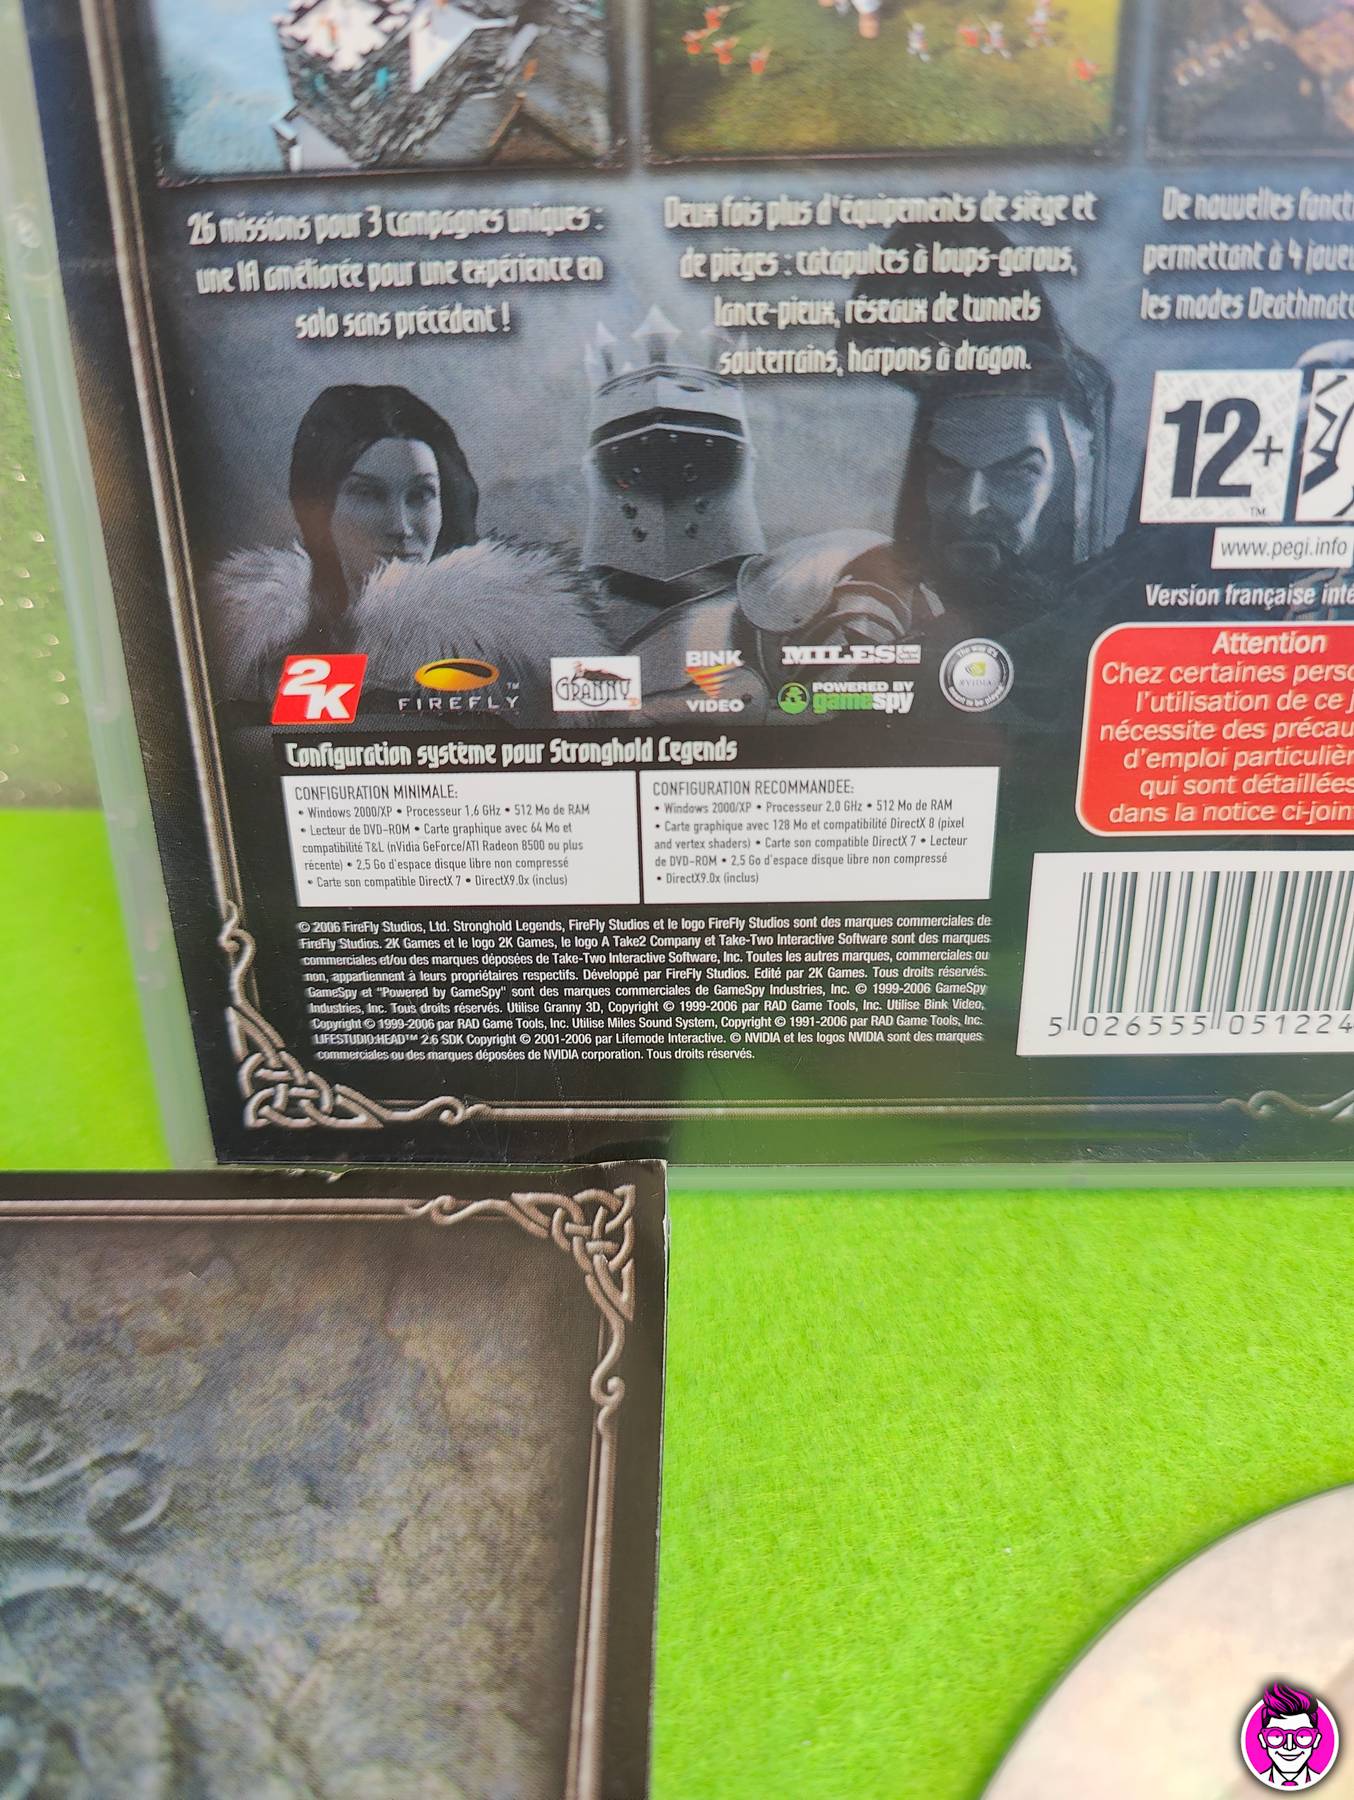 26 missions pour 3 campagnes uniques :
une IA améliorée pour une expérience en
solo sans précédent !
Deux fois plus d'équipements de siège et
de pièges : catapultes à loups-garous,
lance-pieux, réseaux de tunnels
souterrains, harpons à dragon.
De nouvelles
permettant à 4
les modes
12+
TM
www.pegi.info
Version française
2K
FIREFLY™
GRANNY
BINK
VIDEO
MILES
POWERED BY
gamespy
NVIDIA
Attention
Chez certaines
l'utilisation de ce
nécessite des
d'emploi
qui sont détaillées
dans la notice
Configuration système pour Stronghold Legends
CONFIGURATION MINIMALE:
• Windows 2000/XP • Processeur 1,6 GHz • 512 Mo de RAM
• Lecteur de DVD-ROM • Carte graphique avec 64 Mo et
compatibilité T&L (nVidia GeForce/ATI Radeon 8500 ou plus
récente) • 2,5 Go d'espace disque libre non compressé
• Carte son compatible DirectX 7 • DirectX9.0x (inclus)
CONFIGURATION RECOMMANDEE:
• Windows 2000/XP • Processeur 2,0 GHz • 512 Mo de RAM
• Carte graphique avec 128 Mo et compatibilité DirectX 8 (pixel
and vertex shaders) • Carte son compatible DirectX 7 • Lecteur
de DVD-ROM • 2,5 Go d'espace disque libre non compressé
• DirectX9.0x (inclus)
© 2006 FireFly Studios, Ltd. Stronghold Legends, FireFly Studios et le logo FireFly Studios sont des marques commerciales de
FireFly Studios. 2K Games et le logo 2K Games, le logo A Take2 Company et Take-Two Interactive Software sont des marques
commerciales et/ou des marques déposées de Take-Two Interactive Software, Inc. Toutes les autres marques, commerciales ou
non, appartiennent à leurs propriétaires respectifs. Développé par FireFly Studios. Edité par 2K Games. Tous droits réservés.
GameSpy et "Powered by GameSpy" sont des marques commerciales de GameSpy Industries, Inc. © 1999-2006 GameSpy
Industries, Inc. Tous droits réservés. Utilise Granny 3D, Copyright © 1999-2006 par RAD Game Tools, Inc. Utilise Bink Video,
Copyright © 1999-2006 par RAD Game Tools, Inc. Utilise Miles Sound System, Copyright © 1991-2006 par RAD Game Tools, Inc.
LIFESTUDIO:HEAD™ 2.6 SDK Copyright © 2001-2006 par Lifemode Interactive. © NVIDIA et les logos NVIDIA sont des marques
commerciales ou des marques déposées de NVIDIA corporation. Tous droits réservés.
5 026555 051224